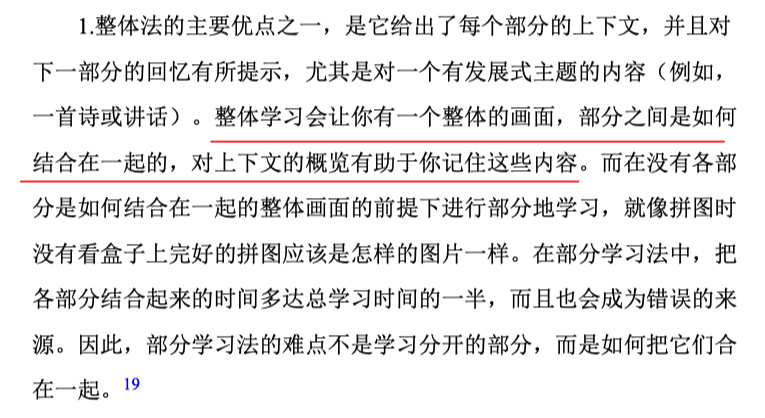 1.整体法的主要优点之一，是它给出了每个部分的上下文，并且对
下一部分的回忆有所提示，尤其是对一个有发展式主题的内容（例如，
一首诗或讲话）。整体学习会让你有一个整体的画面，部分之间是如何
结合在一起的，对上下文的概览有助于你记住这些内容。而在没有各部
分是如何结合在一起的整体画面的前提下进行部分地学习，就像拼图时
没有看盒子上完好的拼图应该是怎样的图片一样。在部分学习法中，把
各部分结合起来的时间多达总学习时间的一半，而且也会成为错误的来
源。因此，部分学习法的难点不是学习分开的部分，而是如何把它们合
在一起。19